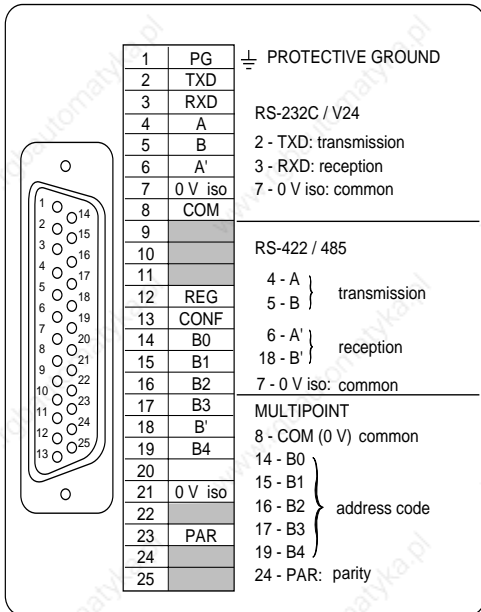 1 PG PROTECTIVE GROUND
2 TXD
3 RXD
4 A
5 B
6 A'
7 0 V iso
8 COM
9
10
11
12 REG
13 CONF
14 B0
15 B1
16 B2
17 B3
18 B'
19 B4
20
21 0 V iso
22
23 PAR
24
25
RS-232C / V24
2 - TXD: transmission
3 - RXD: reception
7 - 0 V iso: common
RS-422 / 485
4 - A
5 - B
transmission
6 - A'
18 - B'
reception
7 - 0 V iso: common
MULTIPOINT
8 - COM (0 V) common
14 - B0
15 - B1
16 - B2
17 - B3
19 - B4
address code
24 - PAR: parity
1
2
3
4
5
6
7
8
9
10
11
12
13
14
15
16
17
18
19
20
21
22
23
24
25